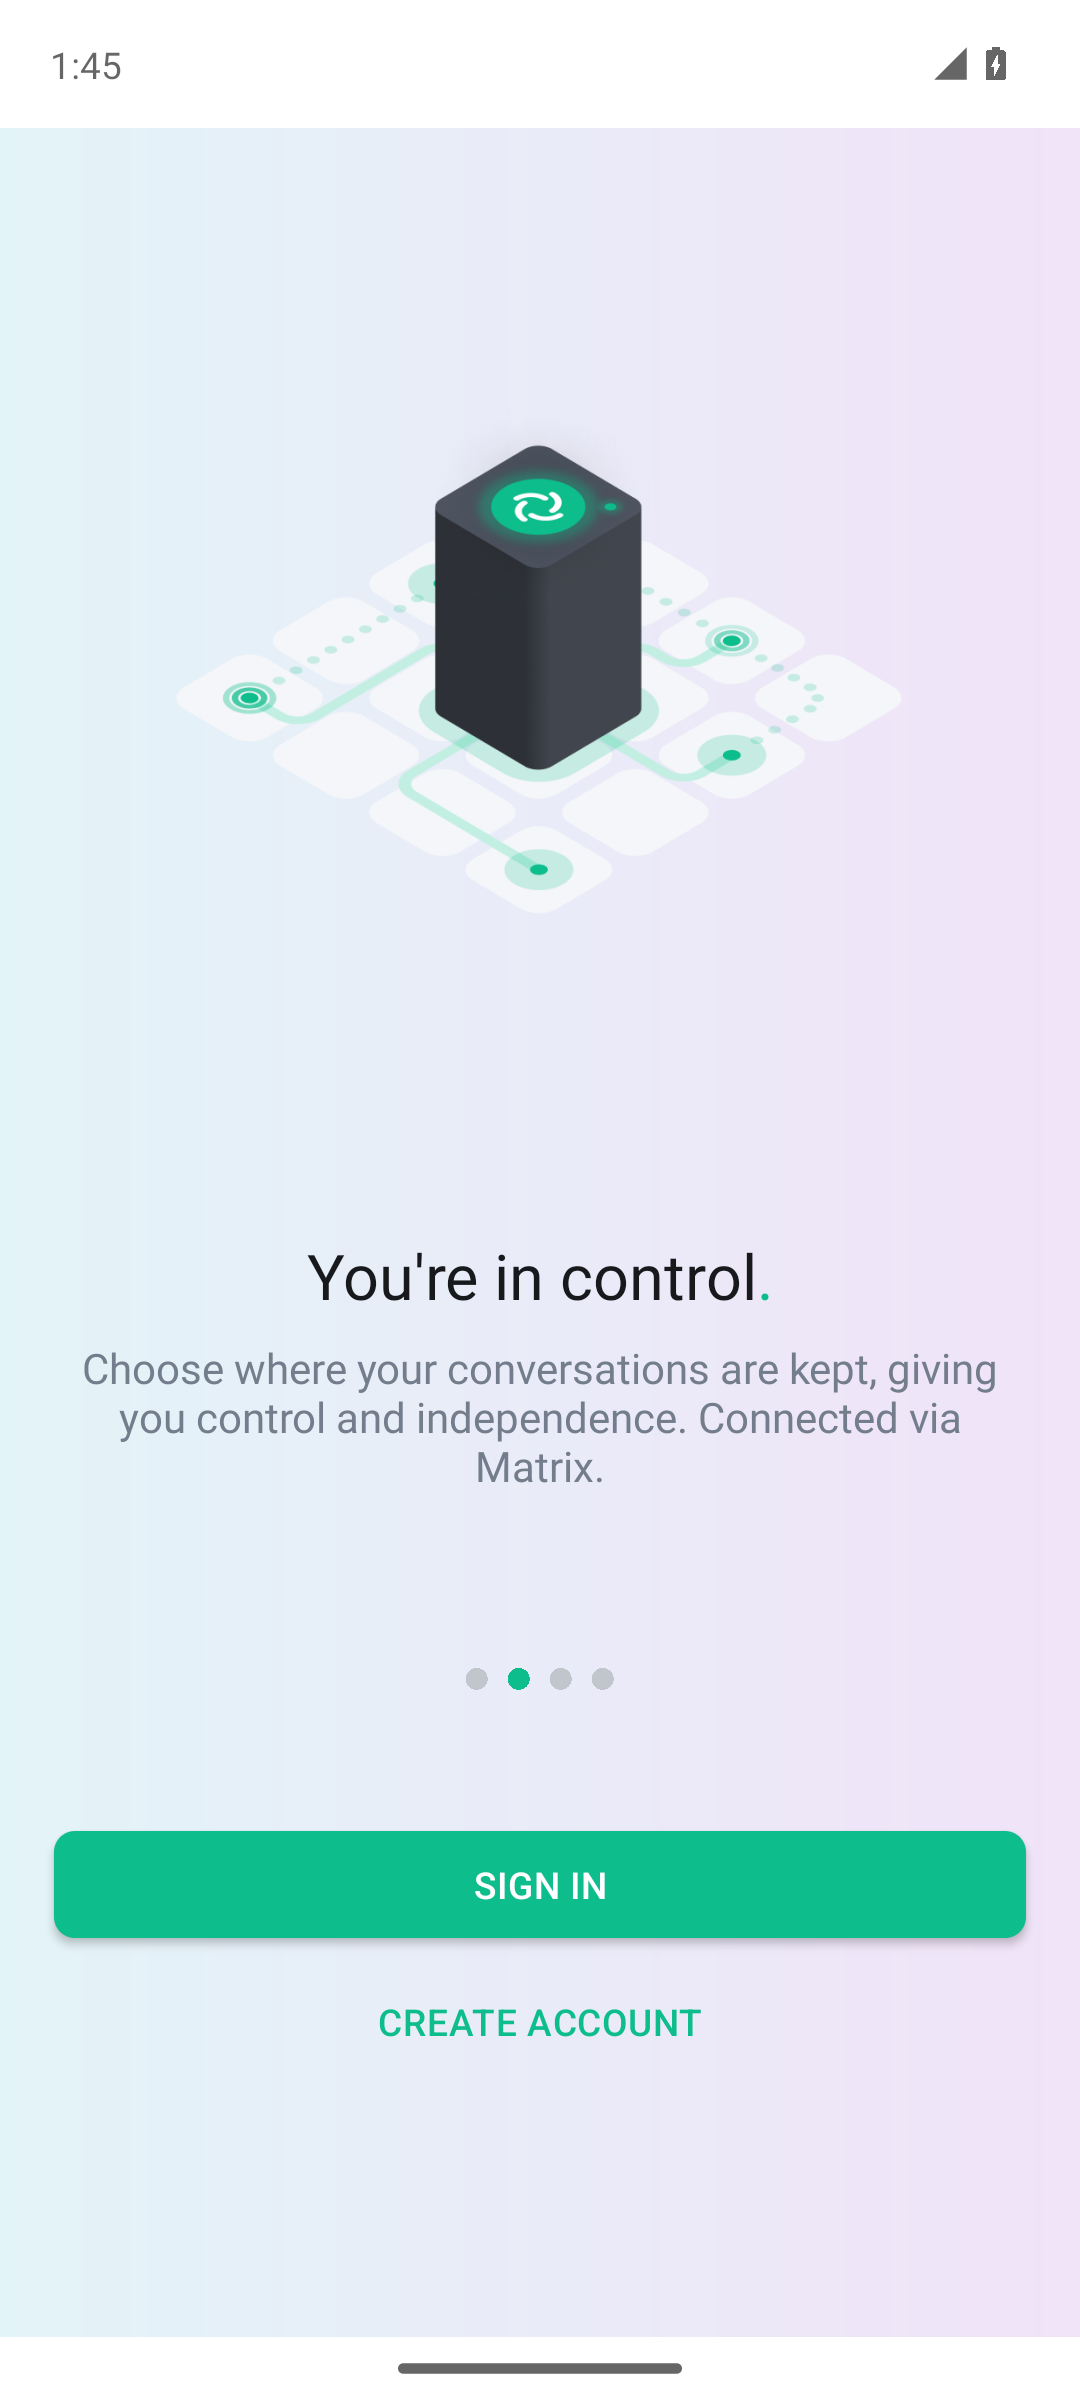 1:45
You're in control.
Choose where your conversations are kept, giving
you control and independence. Connected via
Matrix.
SIGN IN
CREATE ACCOUNT